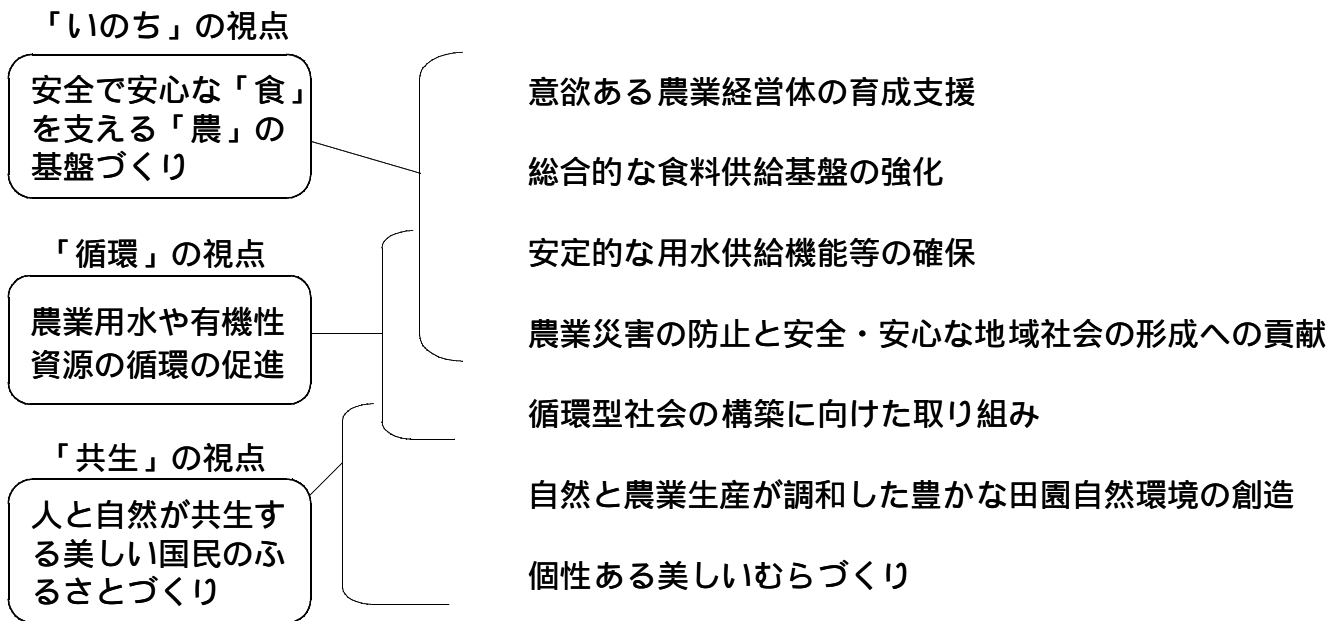 「いのち」の視点
安全で安心な「食」
を支える「農」の
基盤づくり
「循環」の視点
農業用水や有機性
資源の循環の促進
「共生」の視点
人と自然が共生す
る美しい国民のふ
るさとづくり
意欲ある農業経営体の育成支援
総合的な食料供給基盤の強化
安定的な用水供給機能等の確保
農業災害の防止と安全・安心な地域社会の形成への貢献
循環型社会の構築に向けた取り組み
自然と農業生産が調和した豊かな田園自然環境の創造
個性ある美しいむらづくり